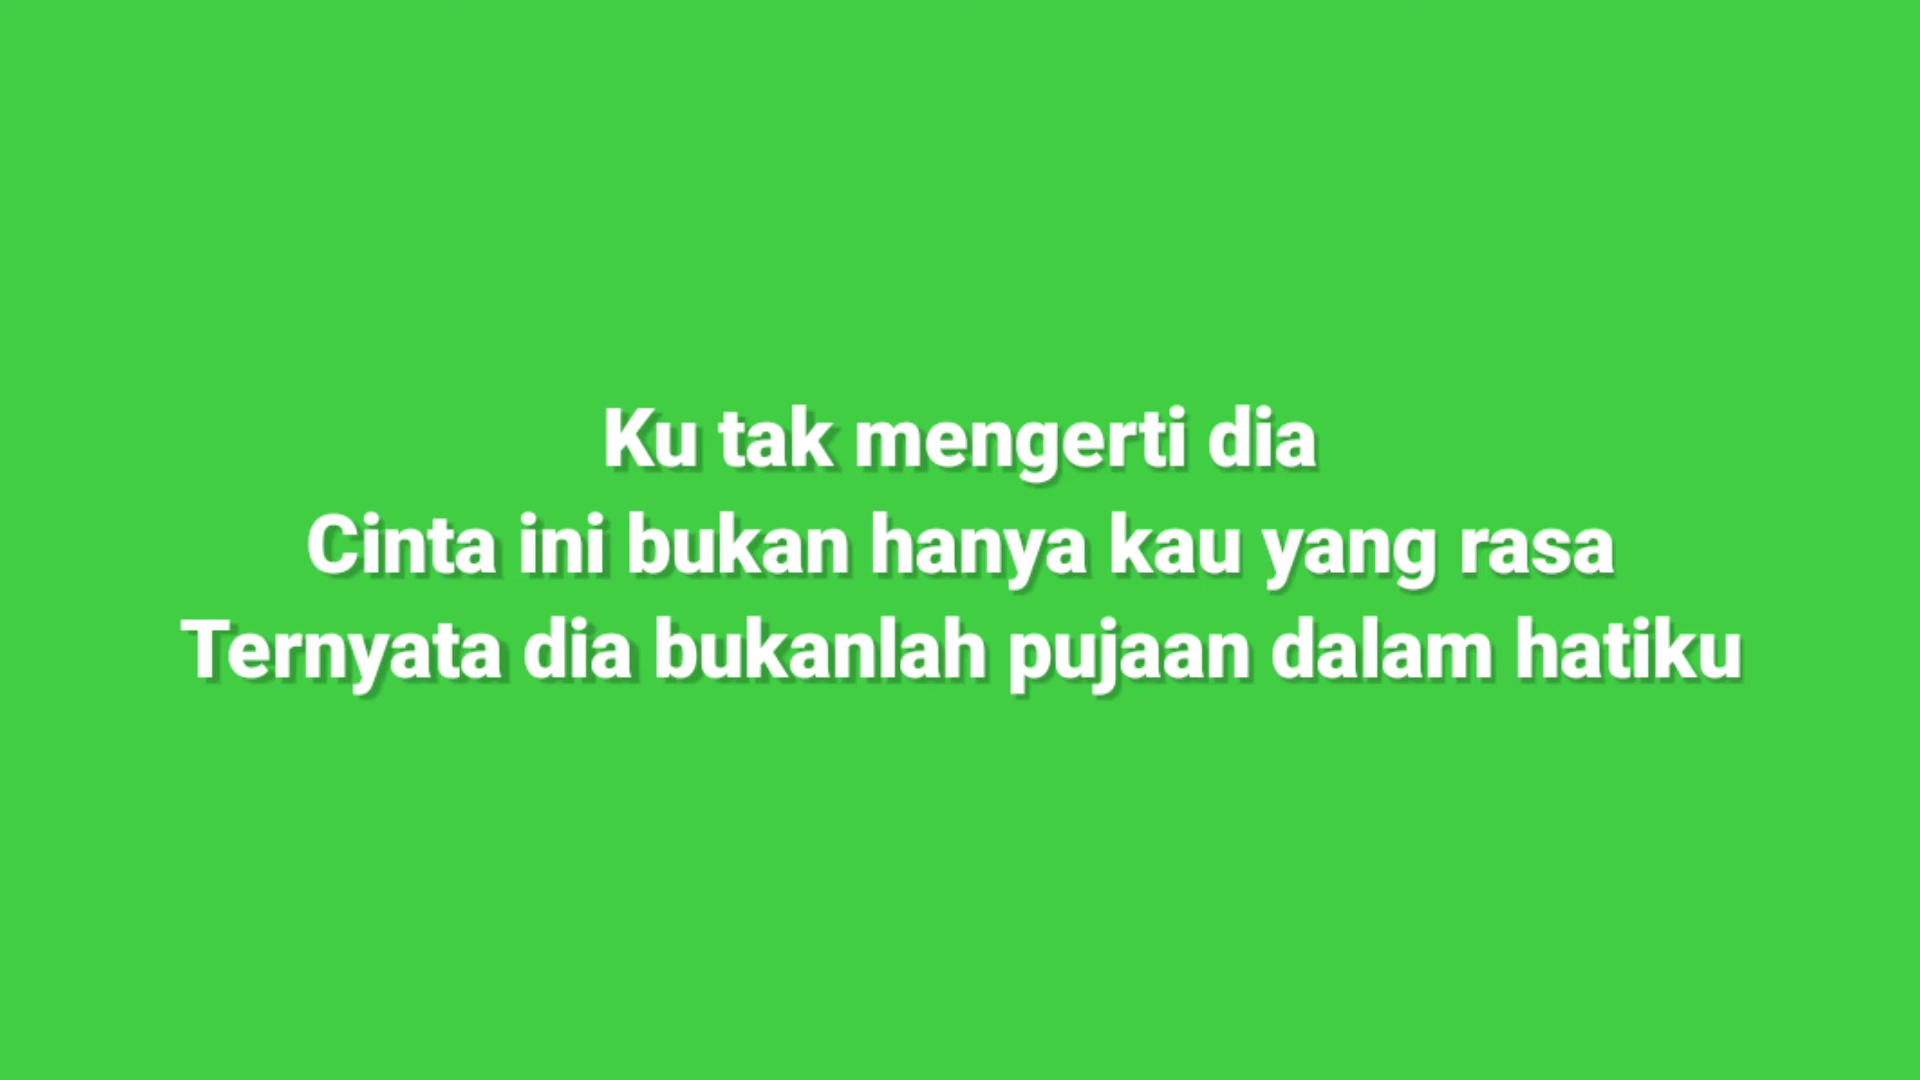 Ku tak mengerti dia
Cinta ini bukan hanya kau yang rasa
Ternyata dia bukanlah pujaan dalam hatiku